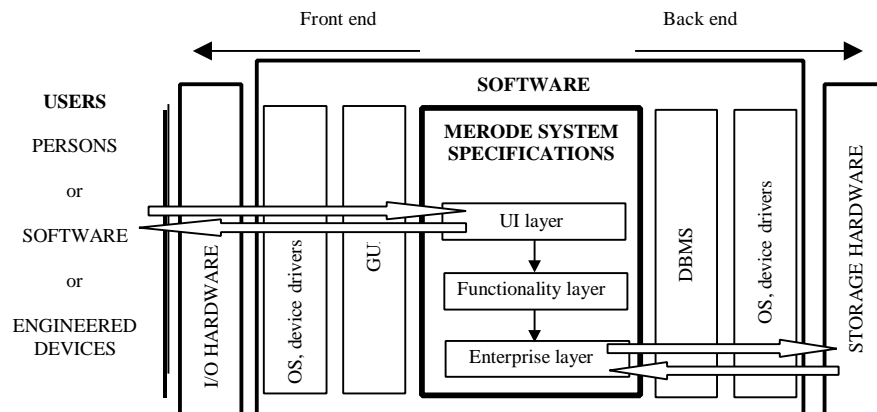 Front end
Back end
SOFTWARE
USERS
PERSONS
or
SOFTWARE
or
ENGINEERED
DEVICES
I/O HARDWARE
OS, device drivers
GU
MERODE SYSTEM
SPECIFICATIONS
UI layer
Functionality layer
Enterprise layer
DBMS
OS, device drivers
STORAGE HARDWARE